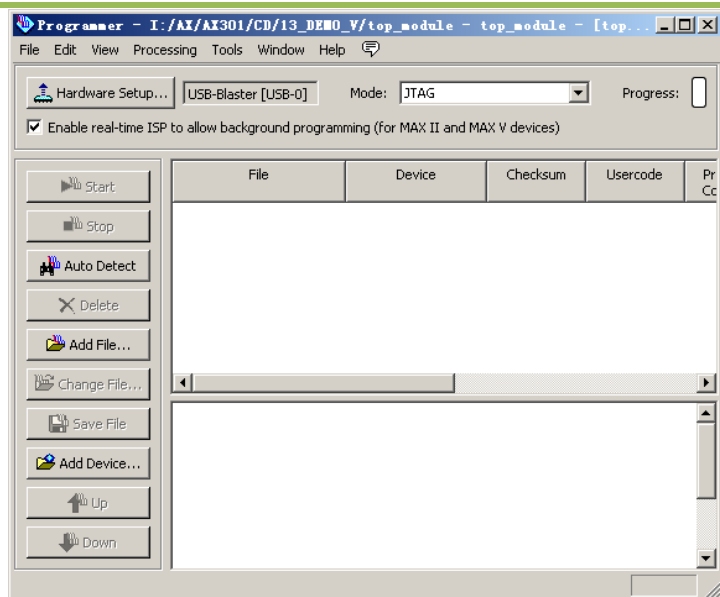 Programmer - I:/AX/AX301/CD/13_DEMO_V/top_module - top_module - [top...
File Edit View Processing Tools Window Help
Hardware Setup... USB-Blaster [USB-0] Mode: JTAG Progress:
Enable real-time ISP to allow background programming (for MAX II and MAX V devices)
File Device Checksum Usercode Pr
Cc
Start
Stop
Auto Detect
Delete
Add File...
Change File...
Save File
Add Device...
Up
Down